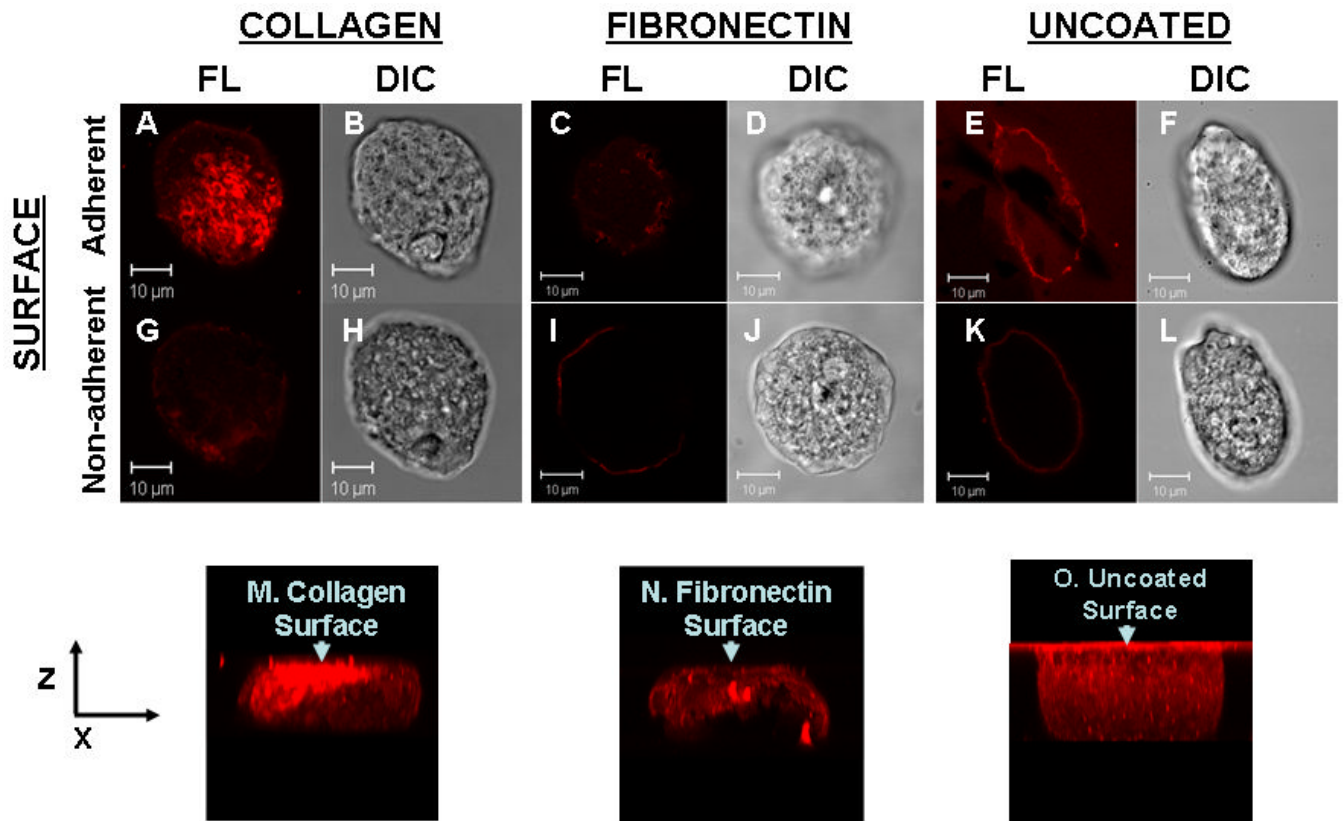 COLLAGEN FIBRONECTIN UNCOATED
FL DIC FL DIC FL DIC
SURFACE
Adherent
A B C D E F
10 µm 10 µm 10 µm 10 µm 10 µm 10 µm
Non-adherent
G H I J K L
10 µm 10 µm 10 µm 10 µm 10 µm 10 µm
M. Collagen
Surface
N. Fibronectin
Surface
O. Uncoated
Surface
Z
X